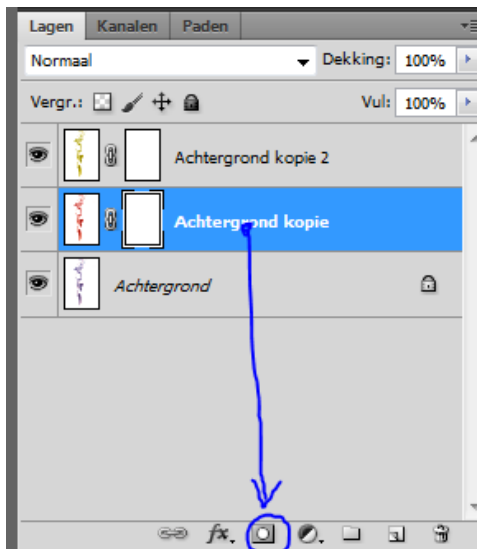 Lagen Kanalen Paden
Normaal Dekking: 100%
Vergr.: Vul: 100%
Achtergrond kopie 2
Achtergrond kopie
Achtergrond
fx.